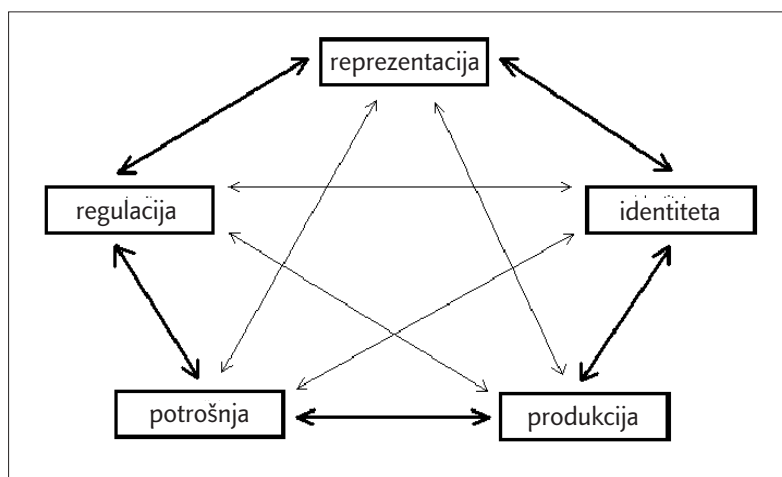 reprezentacija
regulacija
identiteta
potrošnja
produkcija